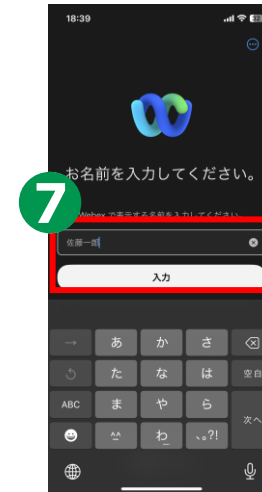 18:39
お名前を入力してください。
7
Webex で表示する名前を入力してください。
佐藤一郎
入力
→ あ か さ
た な は 空白
ABC ま や ら 次へ
^^ わ_ 、。?!